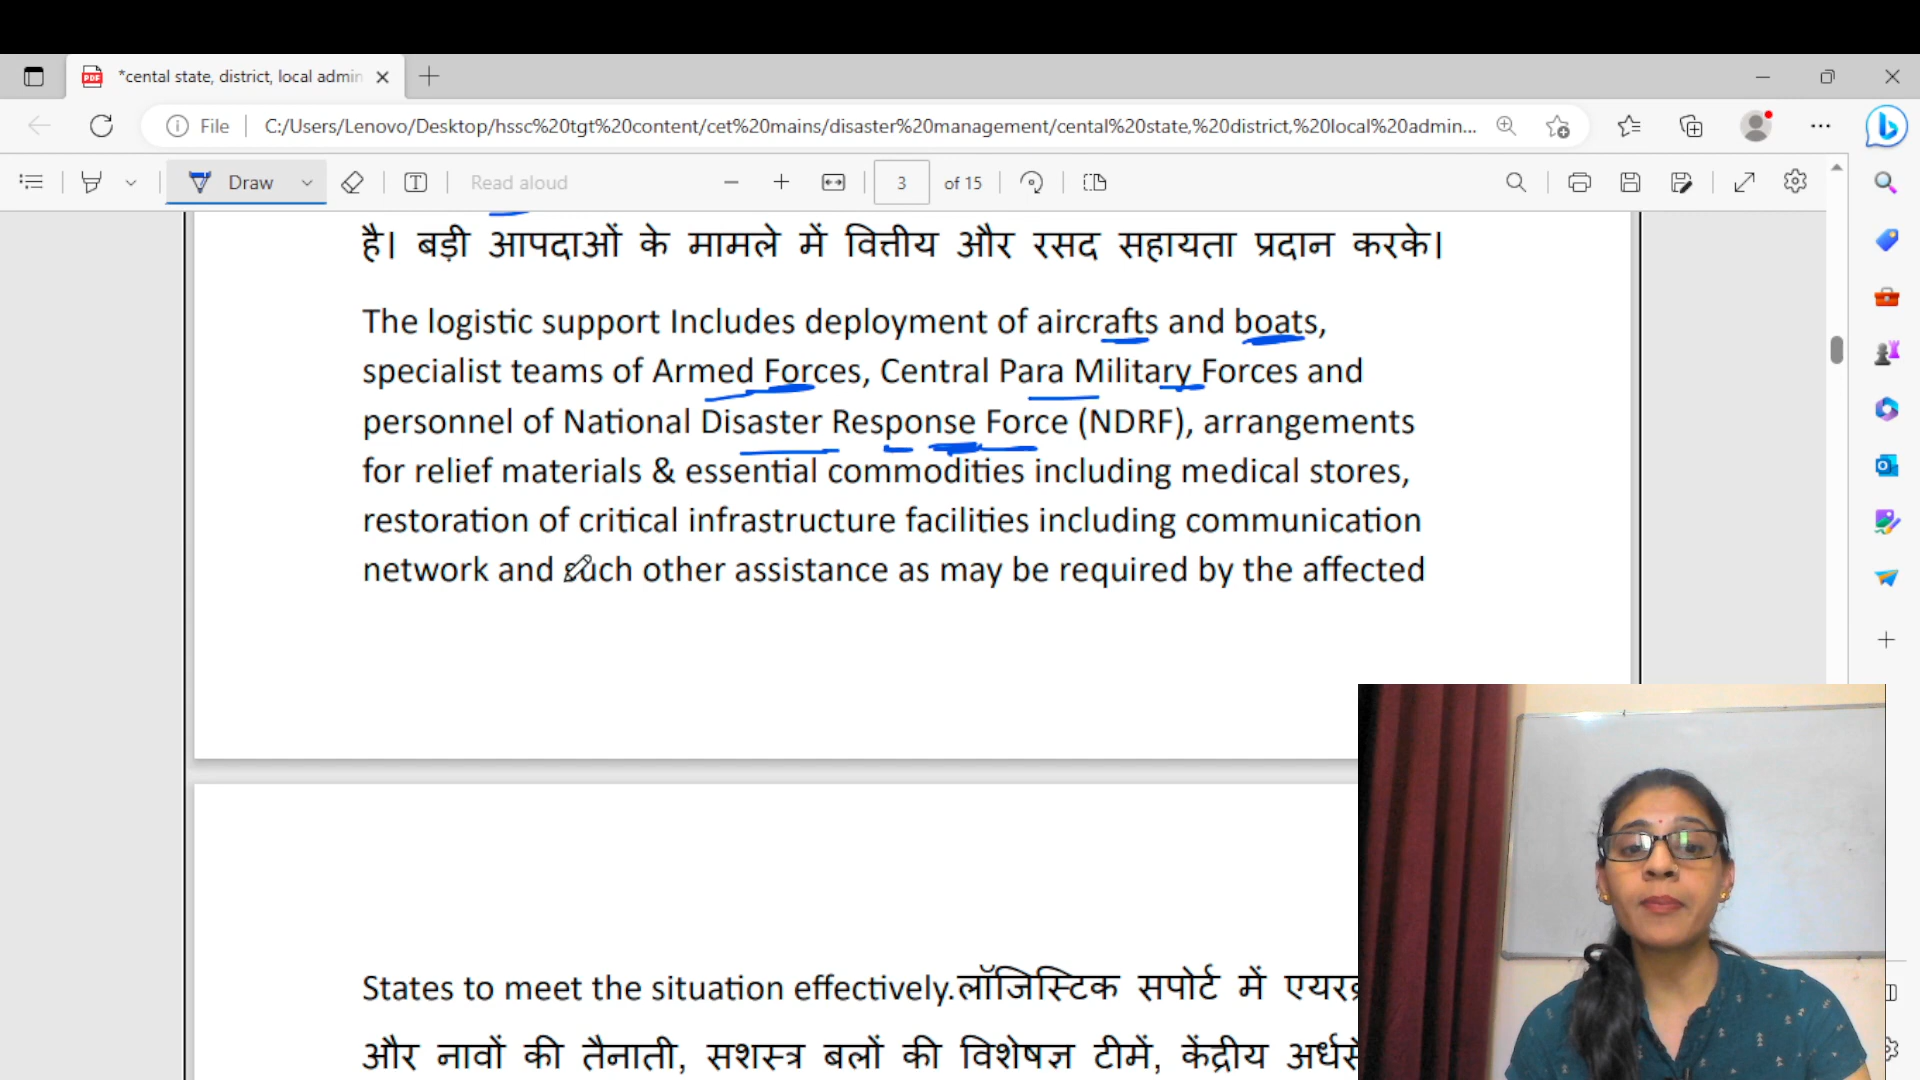 *cental state, district, local admin
File
C:/Users/Lenovo/Desktop/hssc%20tgt%20content/cet%20mains/disaster%20management/cental%20state,%20district,%20local%20admin...
Draw
Read aloud
3
of 15
है। बड़ी आपदाओं के मामले में वित्तीय और रसद सहायता प्रदान करके।
The logistic support Includes deployment of aircrafts and boats,
specialist teams of Armed Forces, Central Para Military Forces and
personnel of National Disaster Response Force (NDRF), arrangements
for relief materials & essential commodities including medical stores,
restoration of critical infrastructure facilities including communication
network and such other assistance as may be required by the affected
States to meet the situation effectively.लॉजिस्टिक सपोर्ट में
और नावों की तैनाती, सशस्त्र बलों की विशेषज्ञ टीमें, केंद्रीय